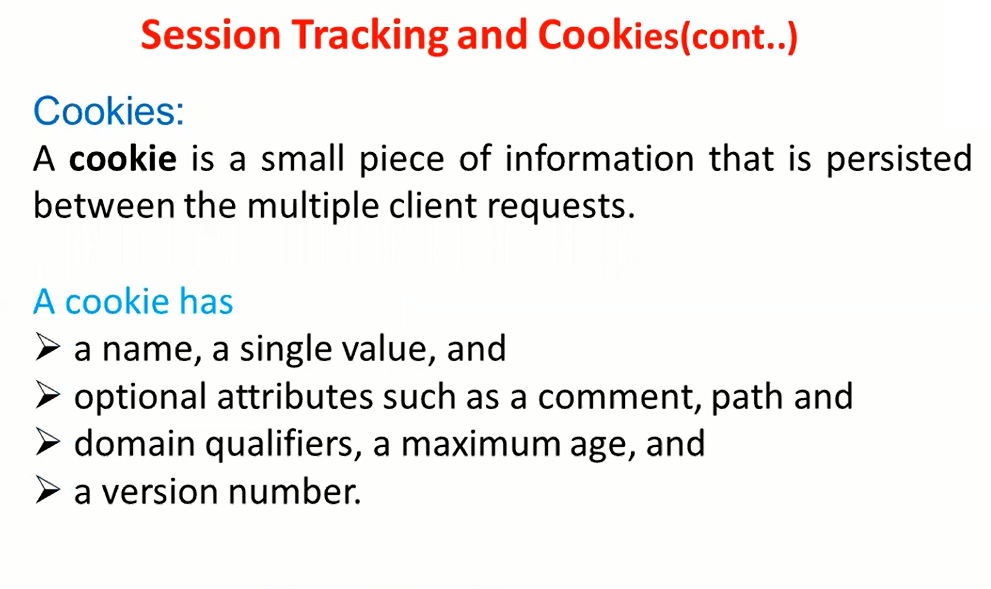 Session Tracking and Cookies(cont..)
Cookies:
A cookie is a small piece of information that is persisted
between the multiple client requests.
A cookie has
➢ a name, a single value, and
➢ optional attributes such as a comment, path and
➢ domain qualifiers, a maximum age, and
➢ a version number.